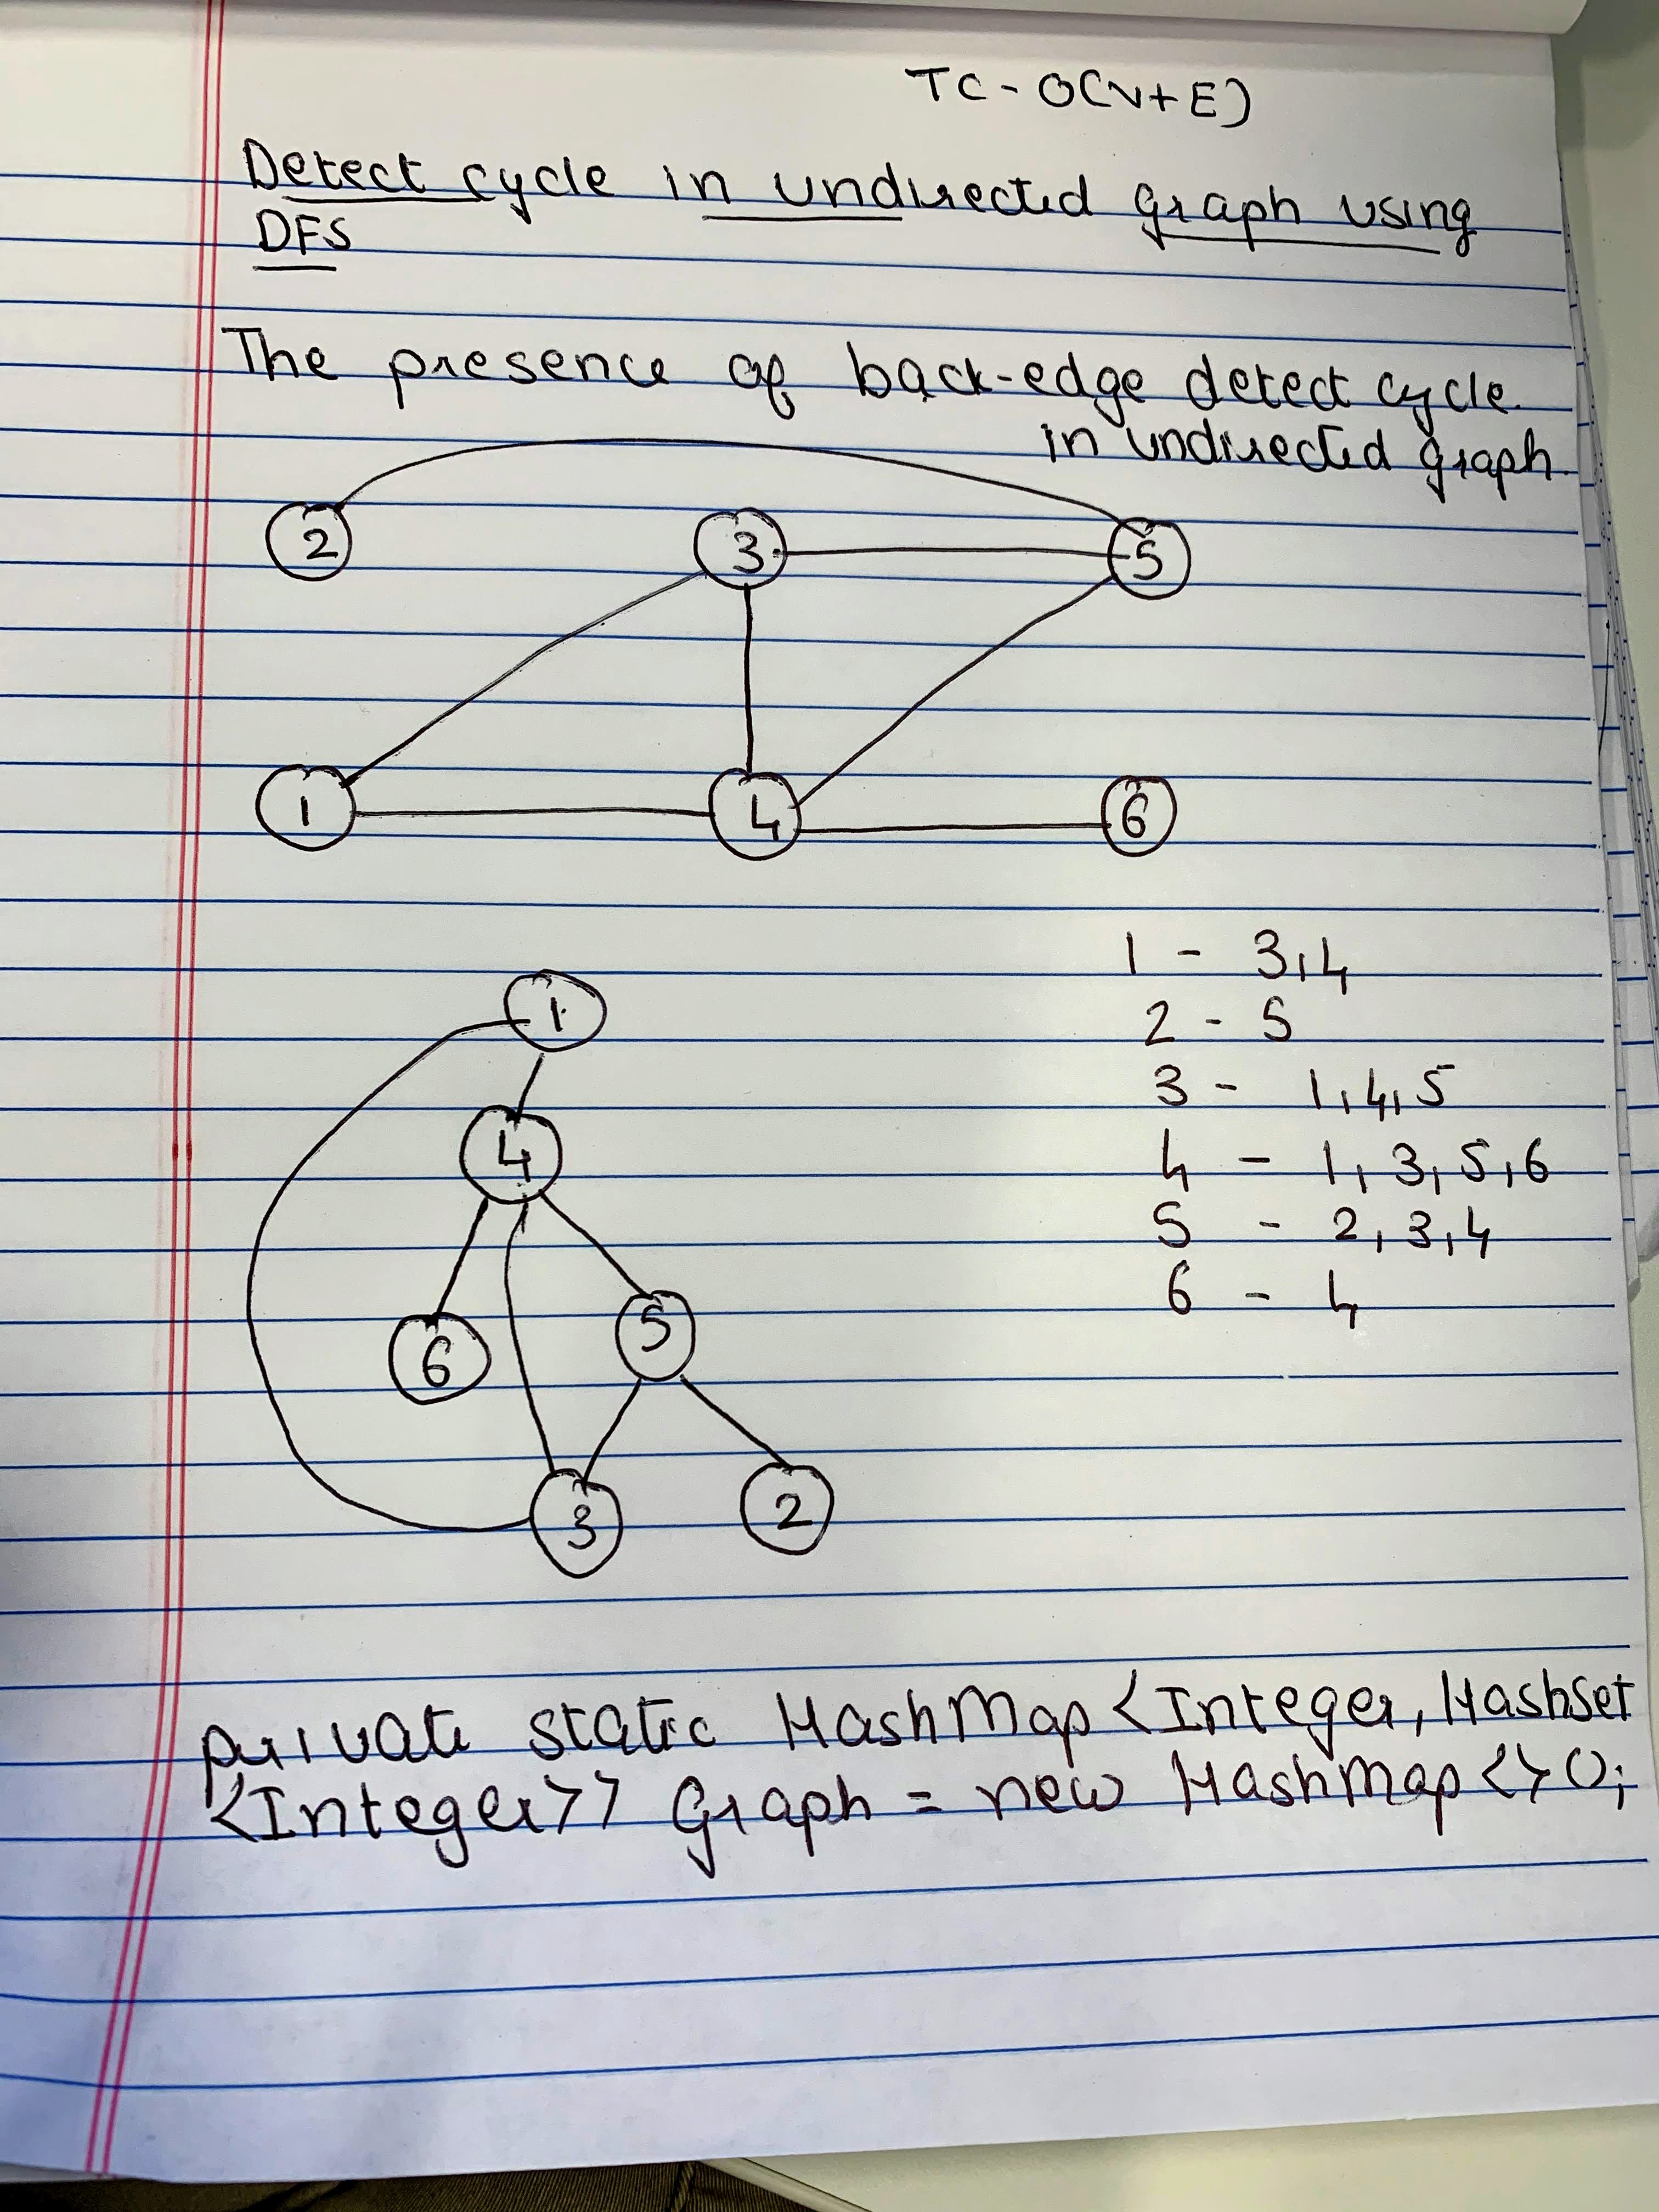 TC - O(V+E)
Detect cycle in undirected graph using
DFS
The presence of back-edge detect cycle.
in undirected graph.
2 3 5
1 4 6
1 - 3,4
2 - 5
3 - 1,4,5
4 - 1,3,5,6
5 - 2,3,4
6 - 4
1
4
6 5
3 2
private static HashMap<Integer, HashSet
<Integer>> Graph = new HashMap<>();